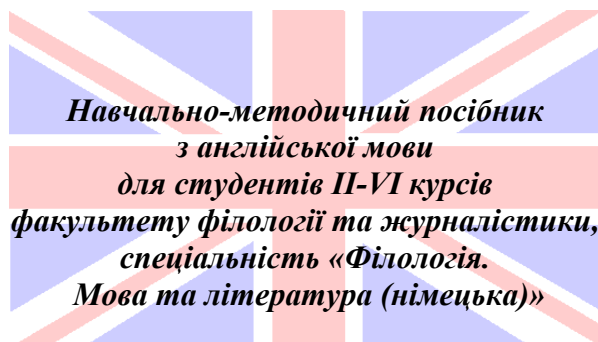 Навчально-методичний посібник
з англійської мови
для студентів II-VI курсів
факультету філології та журналістики,
спеціальність «Філологія.
Мова та література (німецька)»